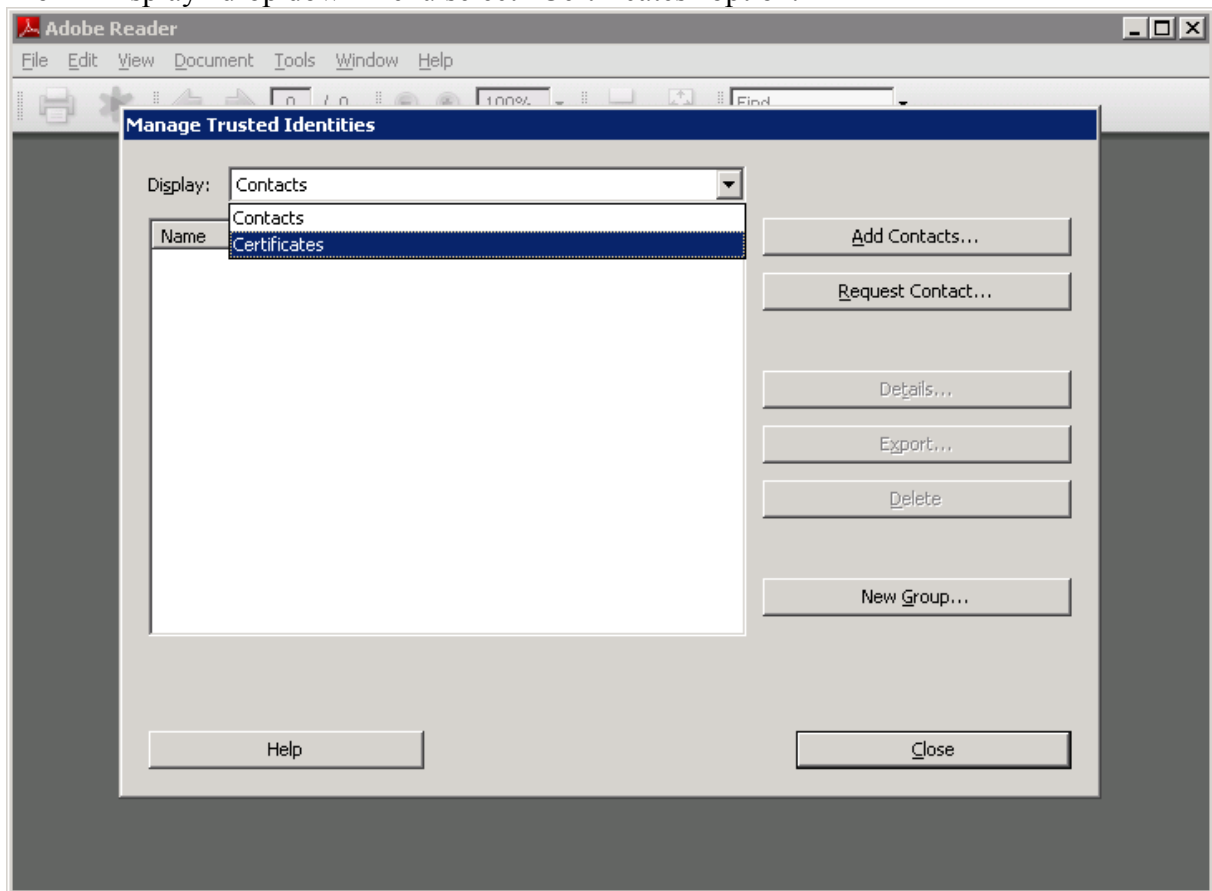 Adobe Reader
File Edit View Document Tools Window Help
100% Find
Manage Trusted Identities
Display: Contacts
Contacts
Certificates
Name
Add Contacts...
Request Contact...
Details...
Export...
Delete
New Group...
Help
Close